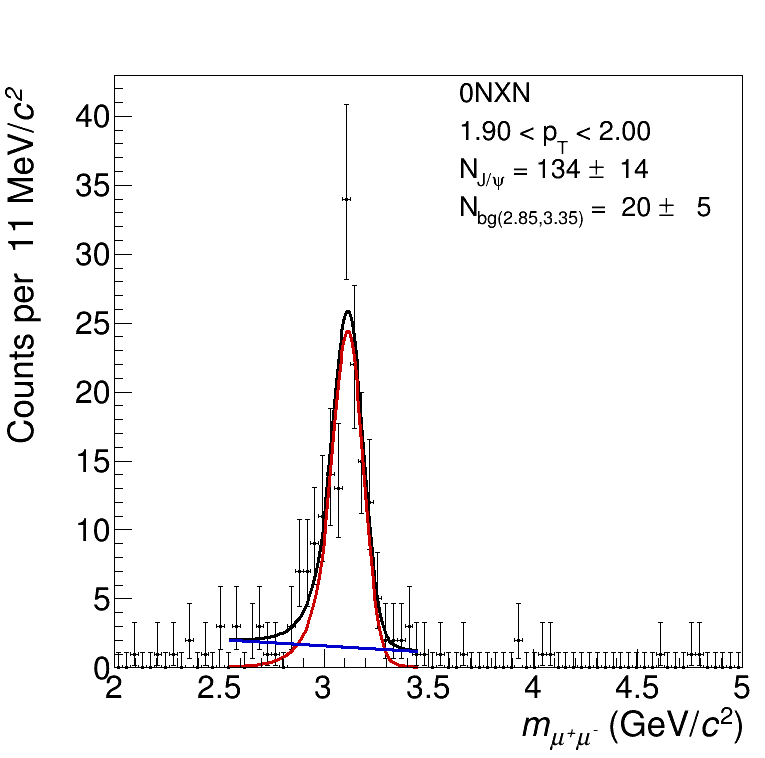 0NXN
1.90 < p_T < 2.00
N_J/ψ = 134 ± 14
N_bg(2.85,3.35) = 20 ± 5
Counts per 11 MeV/c²
40
35
30
25
20
15
10
5
0
2 2.5 3 3.5 4 4.5 5
m_μ⁺μ⁻ (GeV/c²)